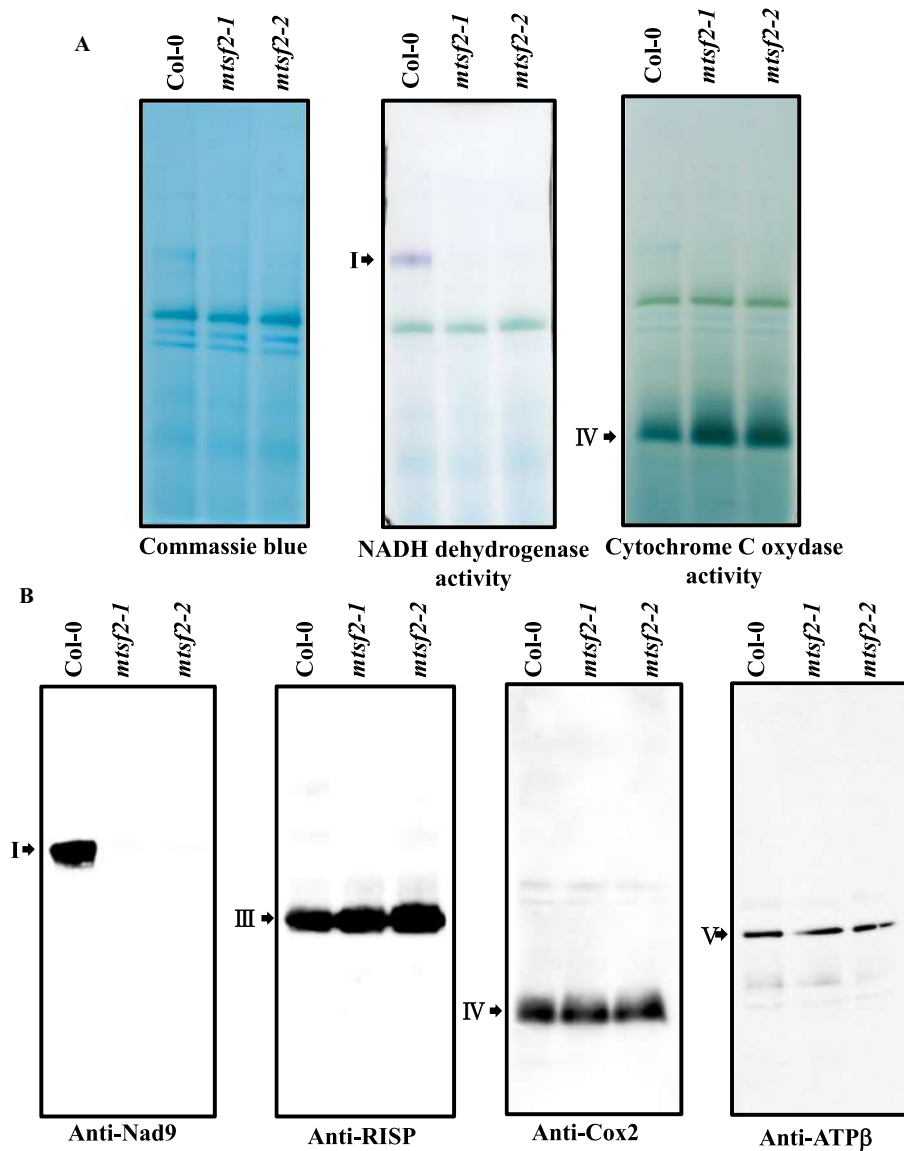 A
Col-0
mtsf2-1
mtsf2-2
Col-0
mtsf2-1
mtsf2-2
Col-0
mtsf2-1
mtsf2-2
I
IV
Commassie blue
NADH dehydrogenase
activity
Cytochrome C oxydase
activity
B
Col-0
mtsf2-1
mtsf2-2
Col-0
mtsf2-1
mtsf2-2
Col-0
mtsf2-1
mtsf2-2
Col-0
mtsf2-1
mtsf2-2
I
III
IV
V
Anti-Nad9
Anti-RISP
Anti-Cox2
Anti-ATPβ